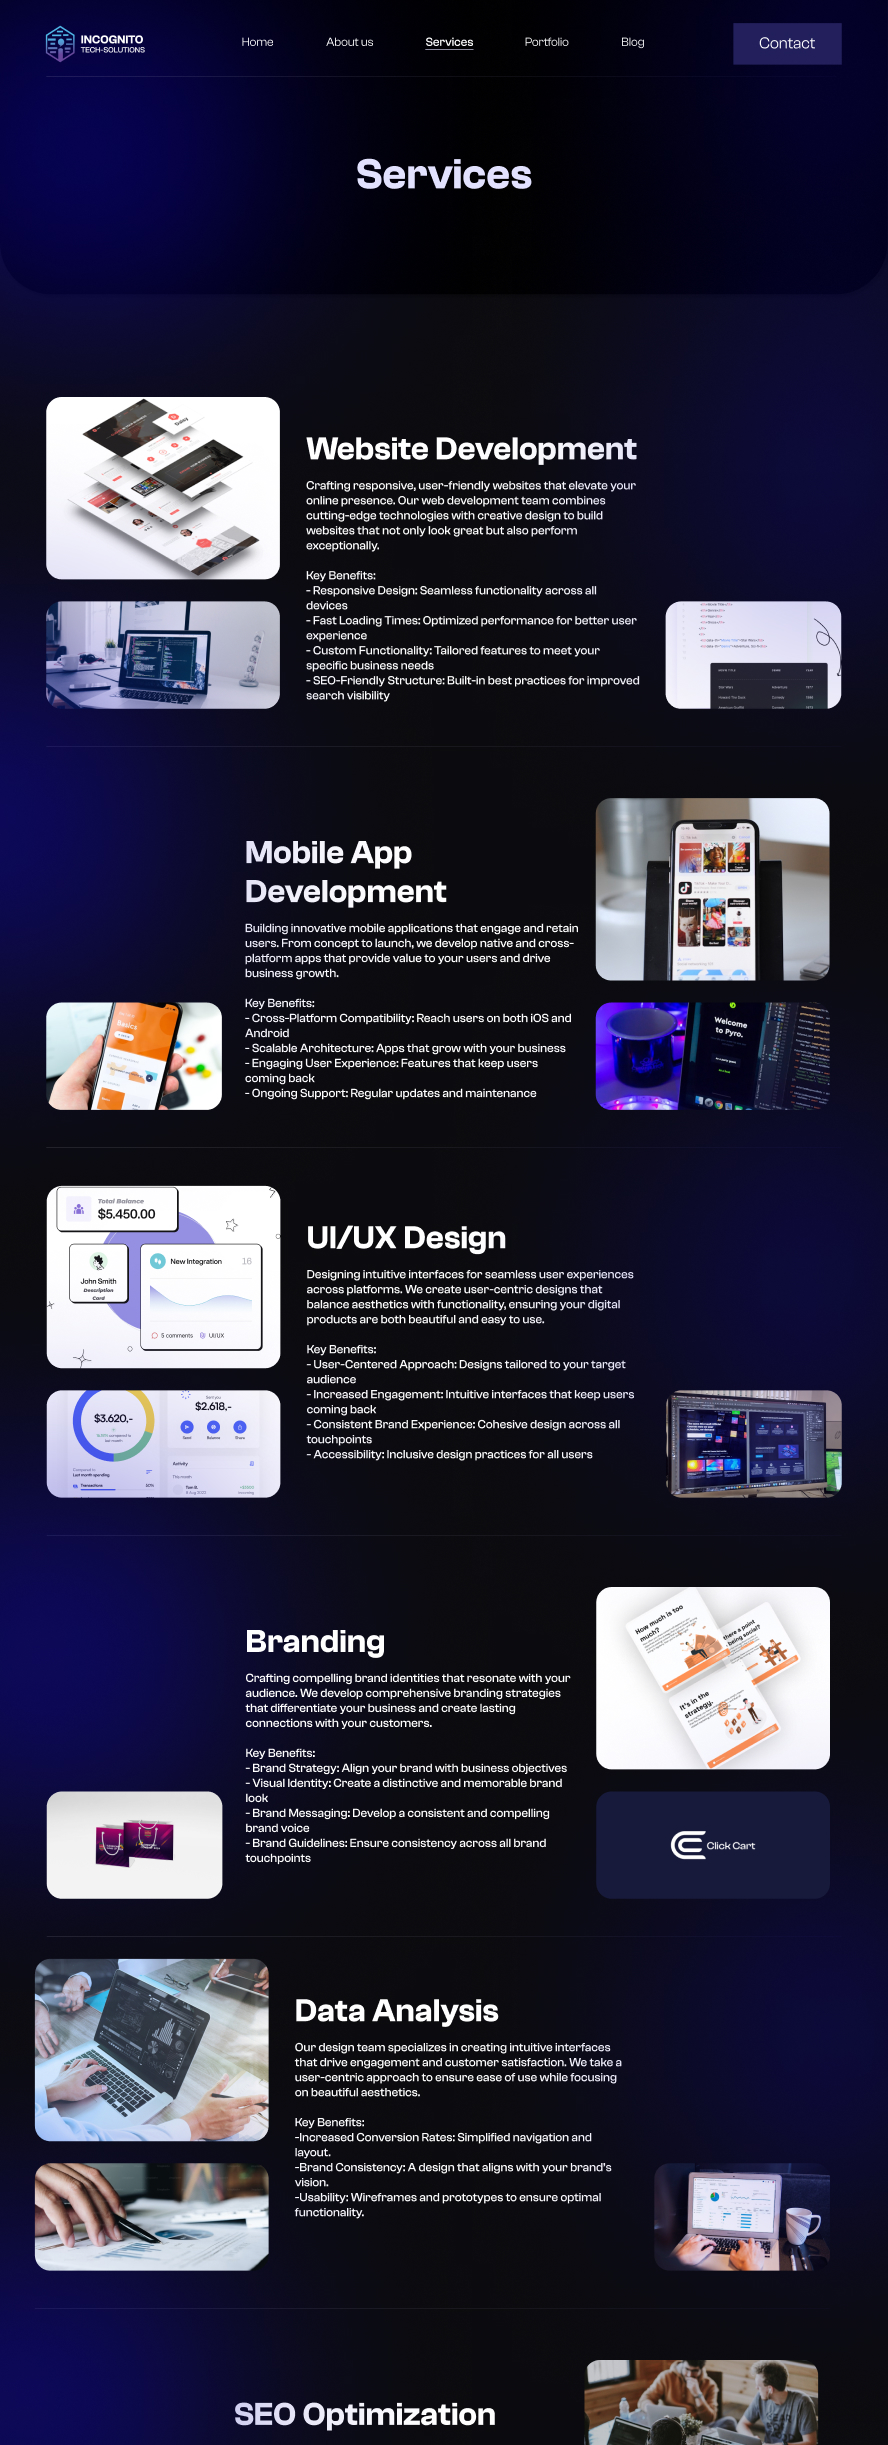 INCOGNITO
TECH-SOLUTIONS
Home
About us
Services
Portfolio
Blog
Contact
Services
Website Development
Crafting responsive, user-friendly websites that elevate your
online presence. Our web development team combines
cutting-edge technologies with creative design to build
websites that not only look great but also perform
exceptionally.
Key Benefits:
- Responsive Design: Seamless functionality across all
devices
- Fast Loading Times: Optimized performance for better user
experience
- Custom Functionality: Tailored features to meet your
specific business needs
- SEO-Friendly Structure: Built-in best practices for improved
search visibility
Mobile App
Development
Building innovative mobile applications that engage and retain
users. From concept to launch, we develop native and cross-
platform apps that provide value to your users and drive
business growth.
Key Benefits:
- Cross-Platform Compatibility: Reach users on both iOS and
Android
- Scalable Architecture: Apps that grow with your business
- Engaging User Experience: Features that keep users
coming back
- Ongoing Support: Regular updates and maintenance
Basics
Welcome
to Pyro.
Total Balance
$5.450.00
John Smith
Description
Card
New Integration
16
5 comments
UI/UX
$3.620,-
$2.618,-
Send
Balance
Share
Activity
This month
Last month spending
Transactions
50%
Tom B.
UI/UX Design
Designing intuitive interfaces for seamless user experiences
across platforms. We create user-centric designs that
balance aesthetics with functionality, ensuring your digital
products are both beautiful and easy to use.
Key Benefits:
- User-Centered Approach: Designs tailored to your target
audience
- Increased Engagement: Intuitive interfaces that keep users
coming back
- Consistent Brand Experience: Cohesive design across all
touchpoints
- Accessibility: Inclusive design practices for all users
Branding
Crafting compelling brand identities that resonate with your
audience. We develop comprehensive branding strategies
that differentiate your business and create lasting
connections with your customers.
Key Benefits:
- Brand Strategy: Align your brand with business objectives
- Visual Identity: Create a distinctive and memorable brand
look
- Brand Messaging: Develop a consistent and compelling
brand voice
- Brand Guidelines: Ensure consistency across all brand
touchpoints
How much is too
much?
there a point
being social?
It's in the
strategy.
Click Cart
Data Analysis
Our design team specializes in creating intuitive interfaces
that drive engagement and customer satisfaction. We take a
user-centric approach to ensure ease of use while focusing
on beautiful aesthetics.
Key Benefits:
-Increased Conversion Rates: Simplified navigation and
layout.
-Brand Consistency: A design that aligns with your brand's
vision.
-Usability: Wireframes and prototypes to ensure optimal
functionality.
SEO Optimization